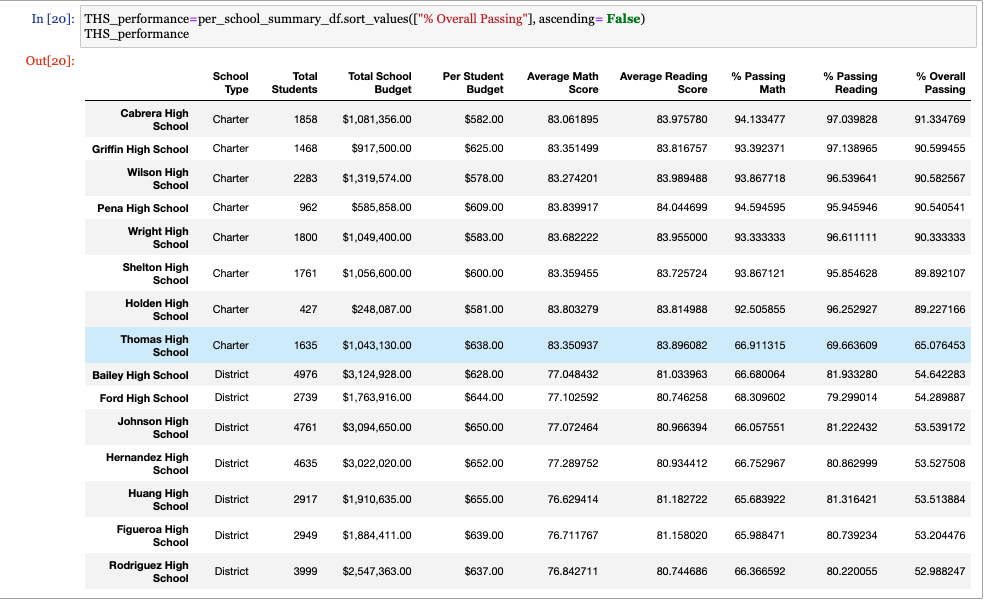 In [20]: THS_performance=per_school_summary_df.sort_values(["% Overall Passing"], ascending= False)
THS_performance
Out[20]:
School Type Total Students Total School Budget Per Student Budget Average Math Score Average Reading Score % Passing Math % Passing Reading % Overall Passing
Cabrera High School Charter 1858 $1,081,356.00 $582.00 83.061895 83.975780 94.133477 97.039828 91.334769
Griffin High School Charter 1468 $917,500.00 $625.00 83.351499 83.816757 93.392371 97.138965 90.599455
Wilson High School Charter 2283 $1,319,574.00 $578.00 83.274201 83.989488 93.867718 96.539641 90.582567
Pena High School Charter 962 $585,858.00 $609.00 83.839917 84.044699 94.594595 95.945946 90.540541
Wright High School Charter 1800 $1,049,400.00 $583.00 83.682222 83.955000 93.333333 96.611111 90.333333
Shelton High School Charter 1761 $1,056,600.00 $600.00 83.359455 83.725724 93.867121 95.854628 89.892107
Holden High School Charter 427 $248,087.00 $581.00 83.803279 83.814988 92.505855 96.252927 89.227166
Thomas High School Charter 1635 $1,043,130.00 $638.00 83.350937 83.896082 66.911315 69.663609 65.076453
Bailey High School District 4976 $3,124,928.00 $628.00 77.048432 81.033963 66.680064 81.933280 54.642283
Ford High School District 2739 $1,763,916.00 $644.00 77.102592 80.746258 68.309602 79.299014 54.289887
Johnson High School District 4761 $3,094,650.00 $650.00 77.072464 80.966394 66.057551 81.222432 53.539172
Hernandez High School District 4635 $3,022,020.00 $652.00 77.289752 80.934412 66.752967 80.862999 53.527508
Huang High School District 2917 $1,910,635.00 $655.00 76.629414 81.182722 65.683922 81.316421 53.513884
Figueroa High School District 2949 $1,884,411.00 $639.00 76.711767 81.158020 65.988471 80.739234 53.204476
Rodriguez High School District 3999 $2,547,363.00 $637.00 76.842711 80.744686 66.366592 80.220055 52.988247